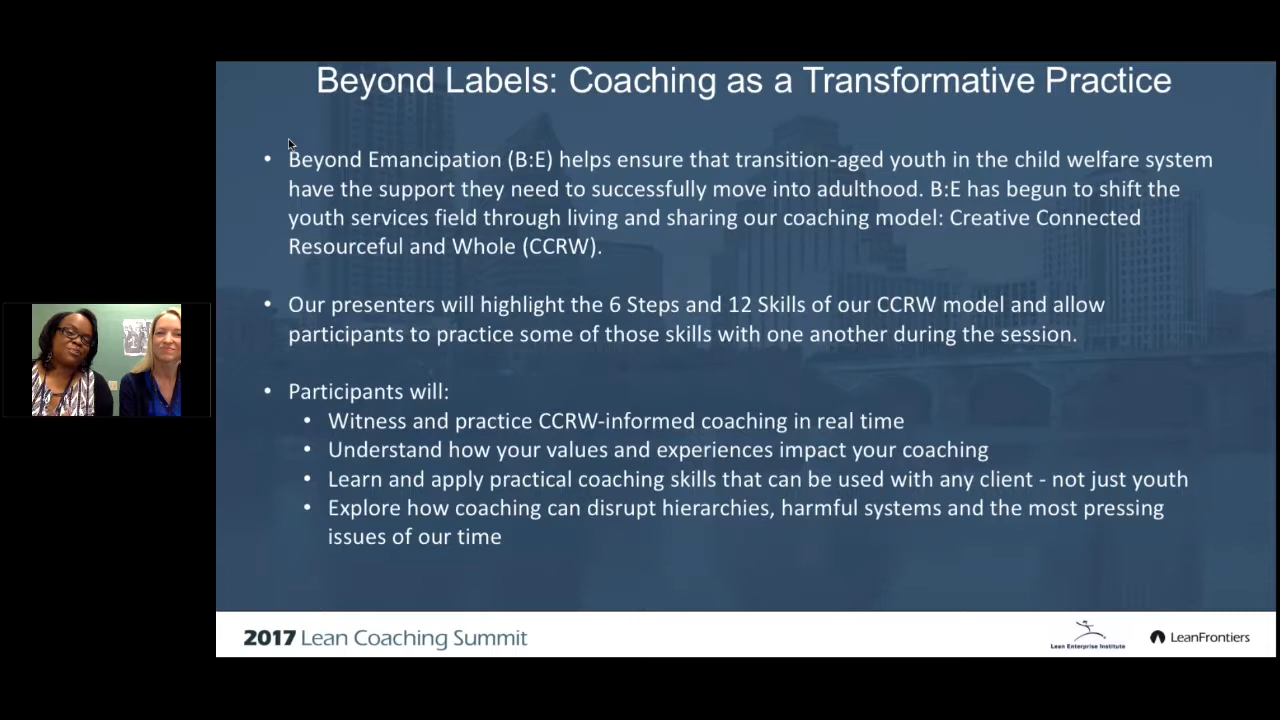 Beyond Labels: Coaching as a Transformative Practice
• Beyond Emancipation (B:E) helps ensure that transition-aged youth in the child welfare system
have the support they need to successfully move into adulthood. B:E has begun to shift the
youth services field through living and sharing our coaching model: Creative Connected
Resourceful and Whole (CCRW).
• Our presenters will highlight the 6 Steps and 12 Skills of our CCRW model and allow
participants to practice some of those skills with one another during the session.
• Participants will:
• Witness and practice CCRW-informed coaching in real time
• Understand how your values and experiences impact your coaching
• Learn and apply practical coaching skills that can be used with any client - not just youth
• Explore how coaching can disrupt hierarchies, harmful systems and the most pressing
issues of our time
2017 Lean Coaching Summit
Lean Enterprise Institute
LeanFrontiers